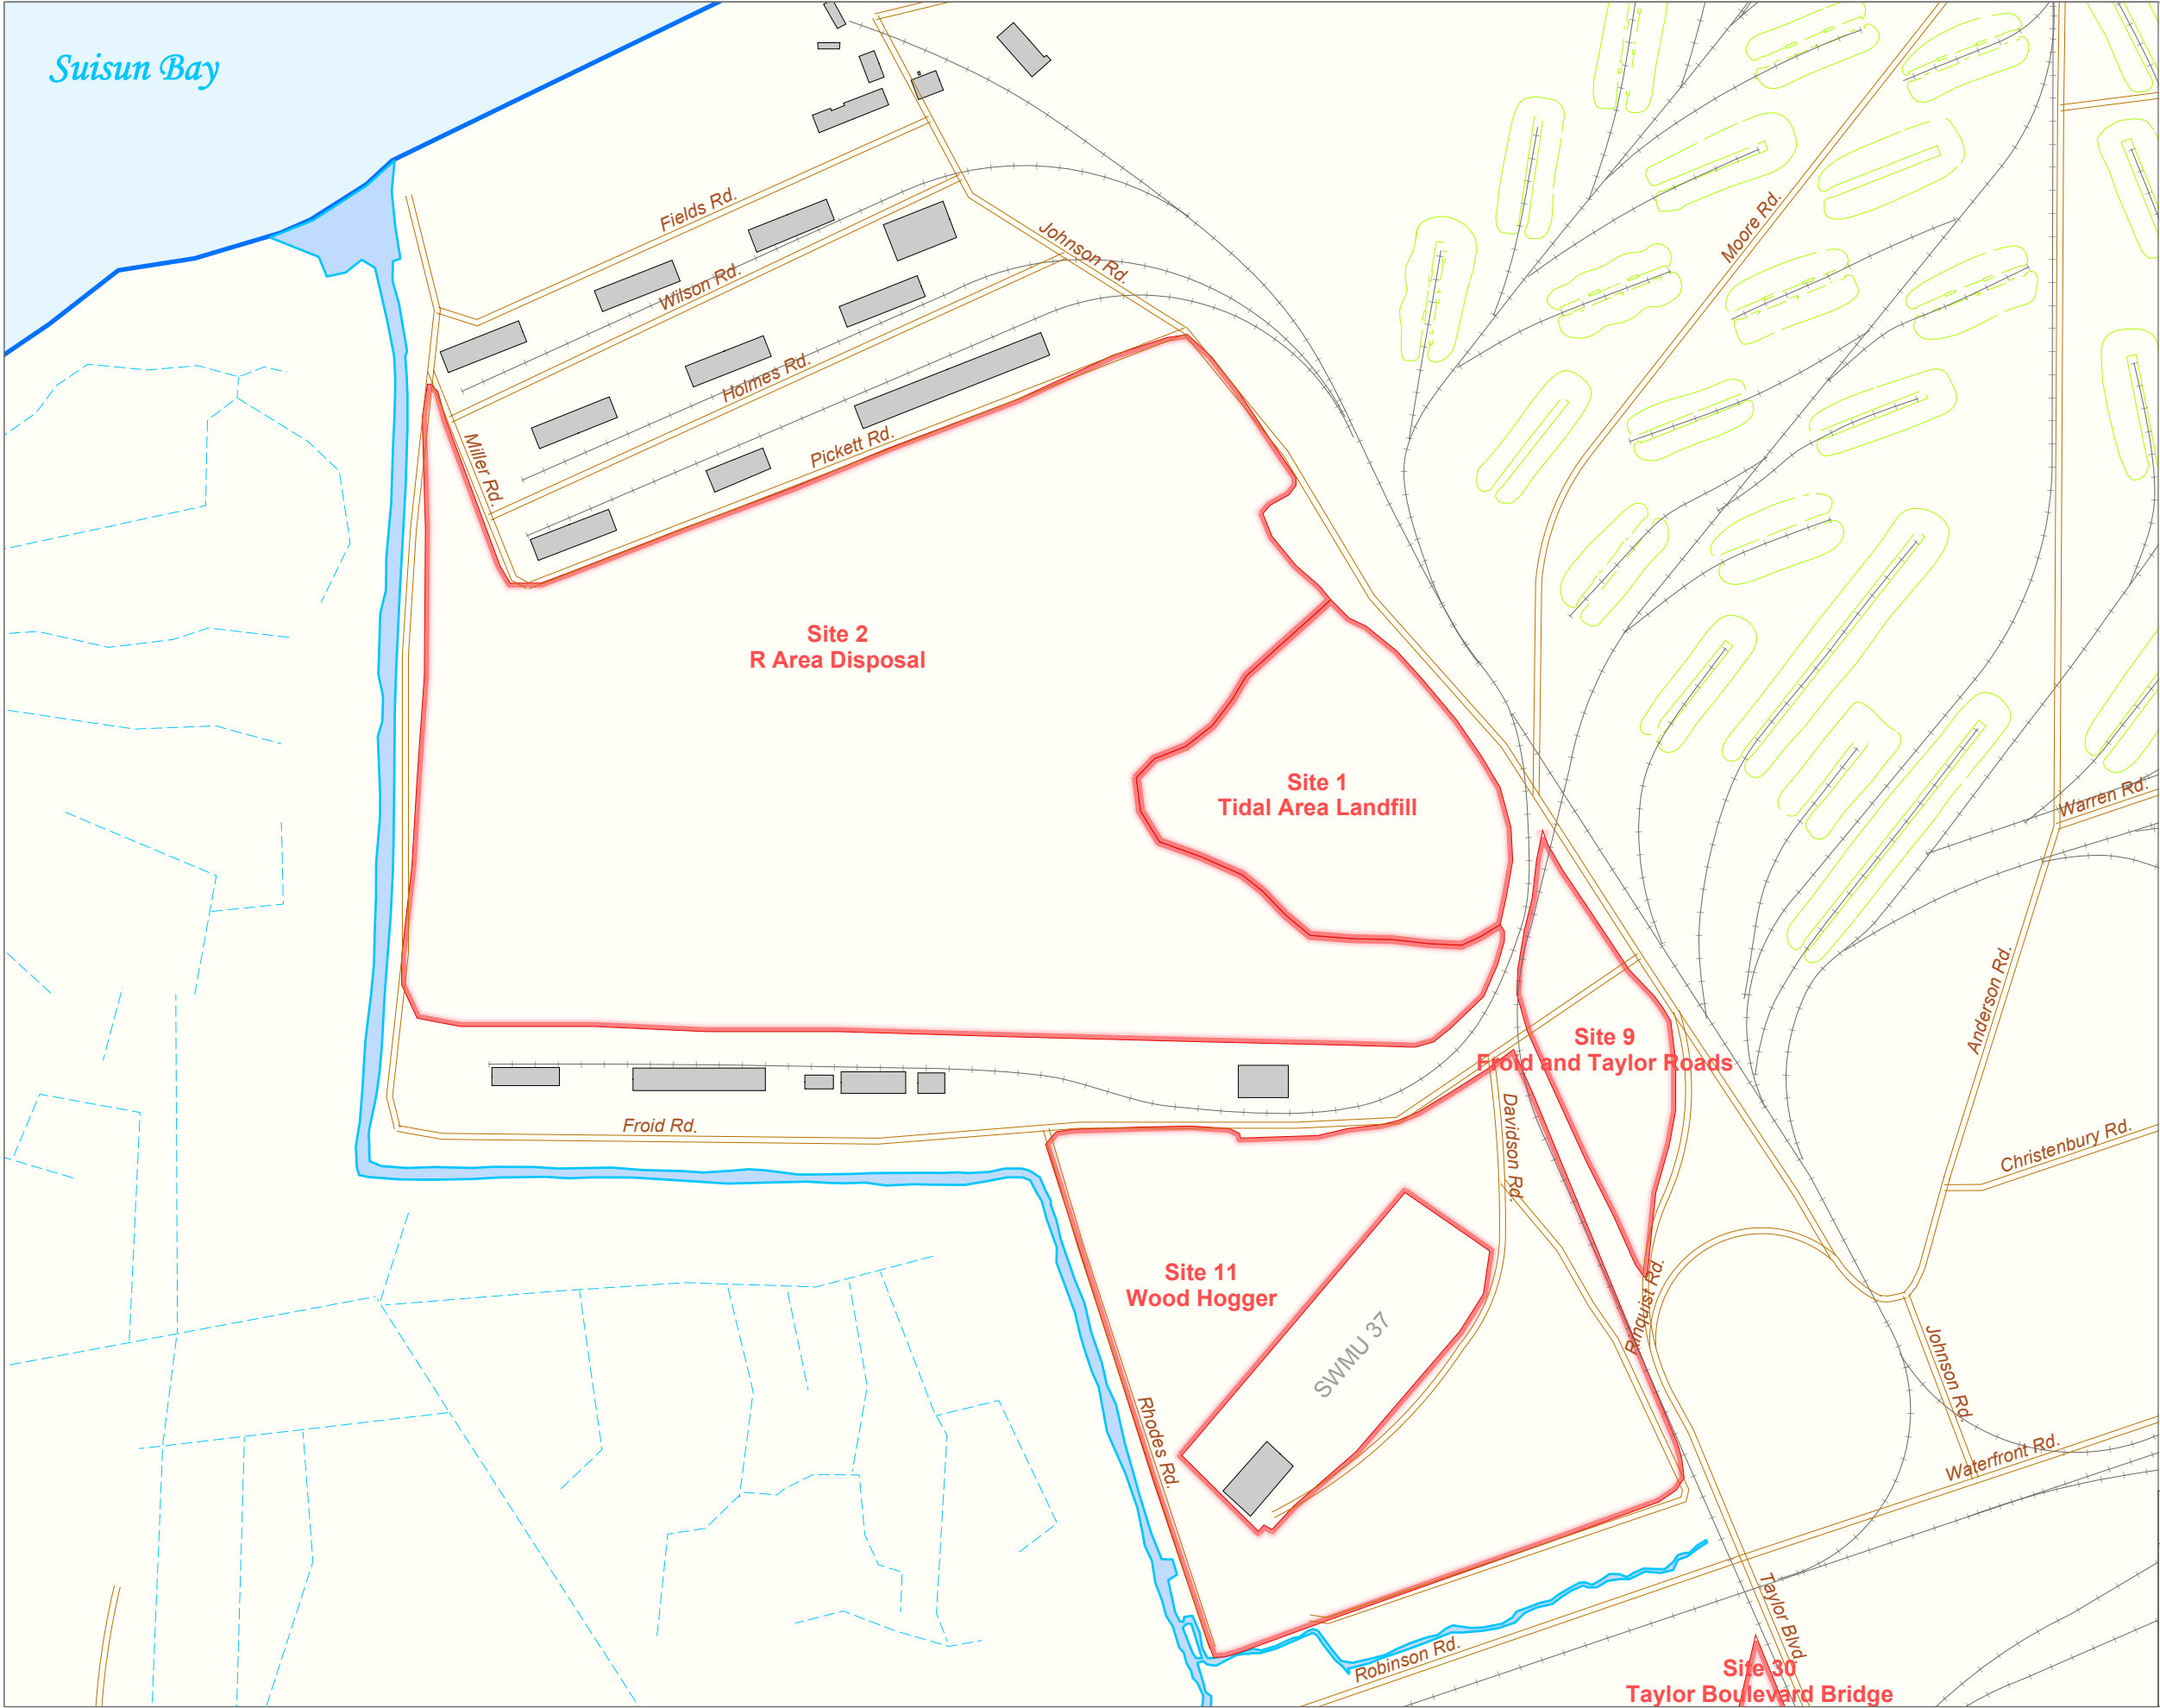 Suisun Bay
Fields Rd.
Johnson Rd.
Moore Rd.
Wilson Rd.
Holmes Rd.
Miller Rd.
Pickett Rd.
Site 2
R Area Disposal
Site 1
Tidal Area Landfill
Warren Rd.
Anderson Rd.
Site 9
Froid and Taylor Roads
Froid Rd.
Davidson Rd
Christenbury Rd.
Site 11
Wood Hogger
SWMU 37
Rinquist Rd.
Johnson Rd.
Rhodes Rd.
Waterfront Rd.
Taylor Blvd
Robinson Rd.
Site 30
Taylor Boulevard Bridge